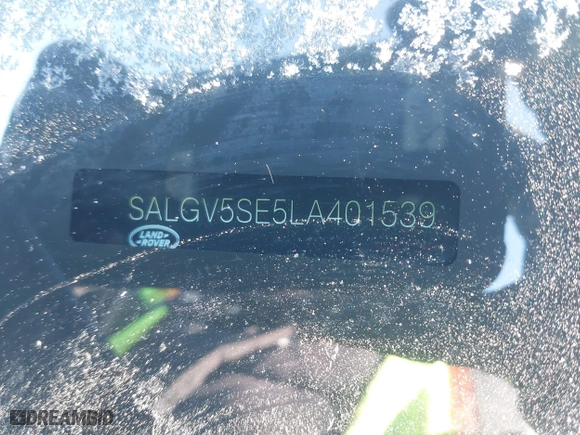 SALGV5SE5LA401539
LAND
ROVER
DREAMBID